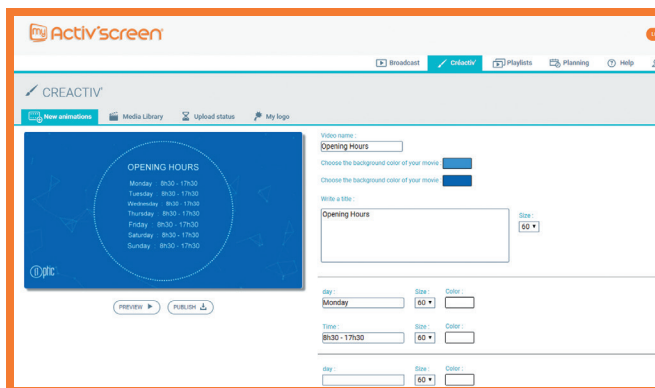 my Activ'screen
Broadcast Créactiv' Playlists Planning Help
CREACTIV'
New animations Media Library Upload status My logo
OPENING HOURS
Monday : 8h30 - 17h30
Tuesday : 8h30 - 17h30
Wednesday : 8h30 - 17h30
Thursday : 8h30 - 17h30
Friday : 8h30 - 17h30
Saturday : 8h30 - 17h30
Sunday : 8h30 - 17h30
optic
PREVIEW PUBLISH
Video name :
Opening Hours
Choose the background color of your movie :
Choose the background color of your movie :
Write a title :
Opening Hours
Size :
60
day : Size : Color :
Monday 60
Time : Size : Color :
8h30 - 17h30 60
day : Size : Color :
60